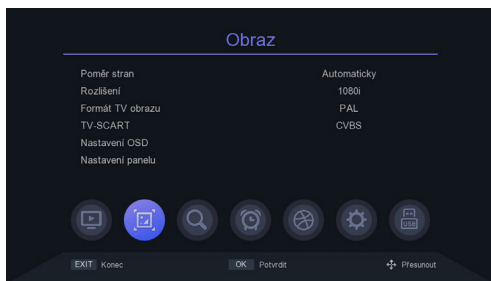 Obraz
Poměr stran Automaticky
Rozlišení 1080i
Formát TV obrazu PAL
TV-SCART CVBS
Nastavení OSD
Nastavení panelu
USB
EXIT Konec OK Potvrdit Přesunout